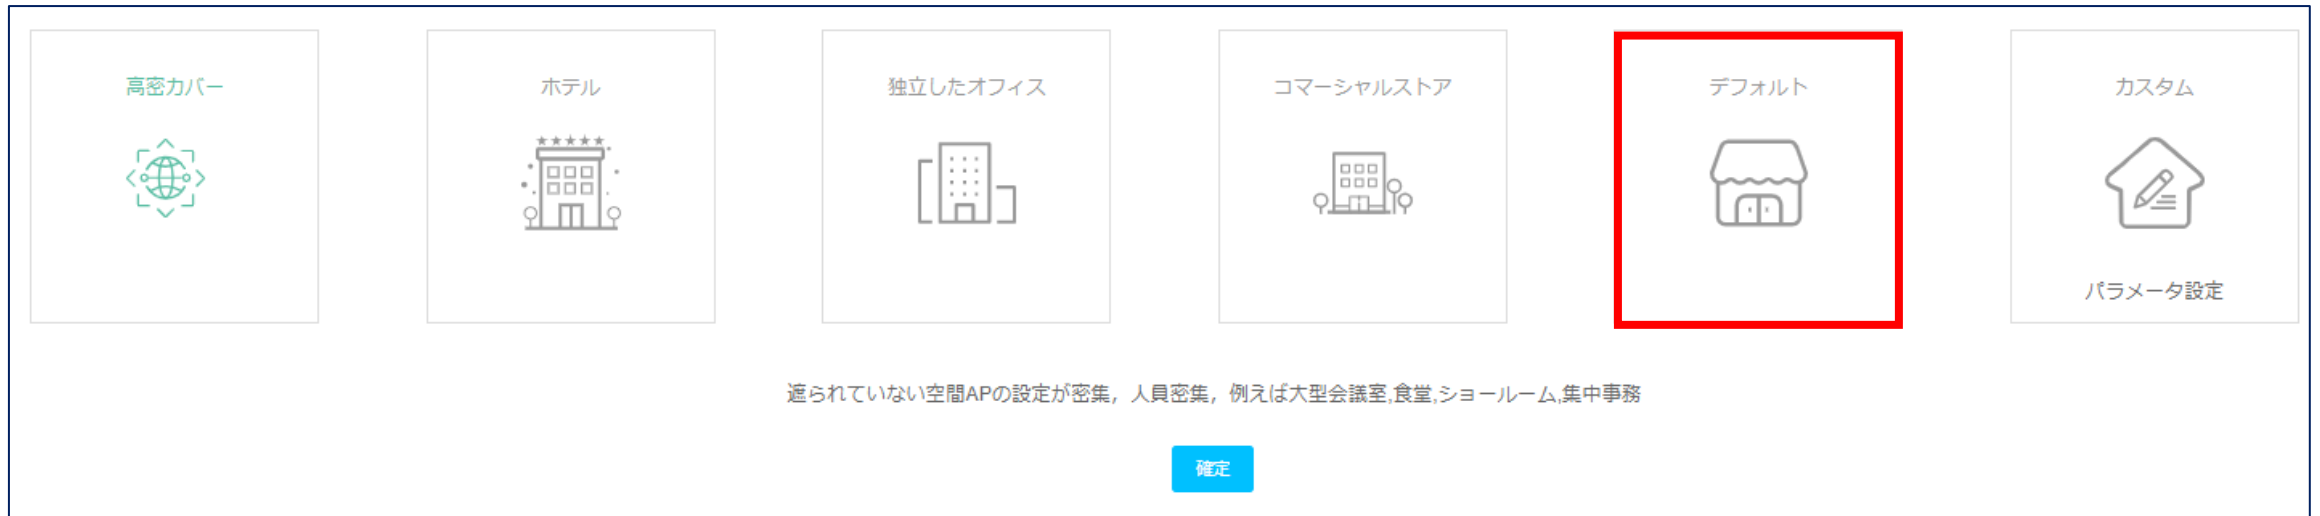 高密カバー
ホテル
独立したオフィス
コマーシャルストア
デフォルト
カスタム
パラメータ設定
遮られていない空間APの設定が密集，人員密集，例えば大型会議室,食堂,ショールーム,集中事務
確定